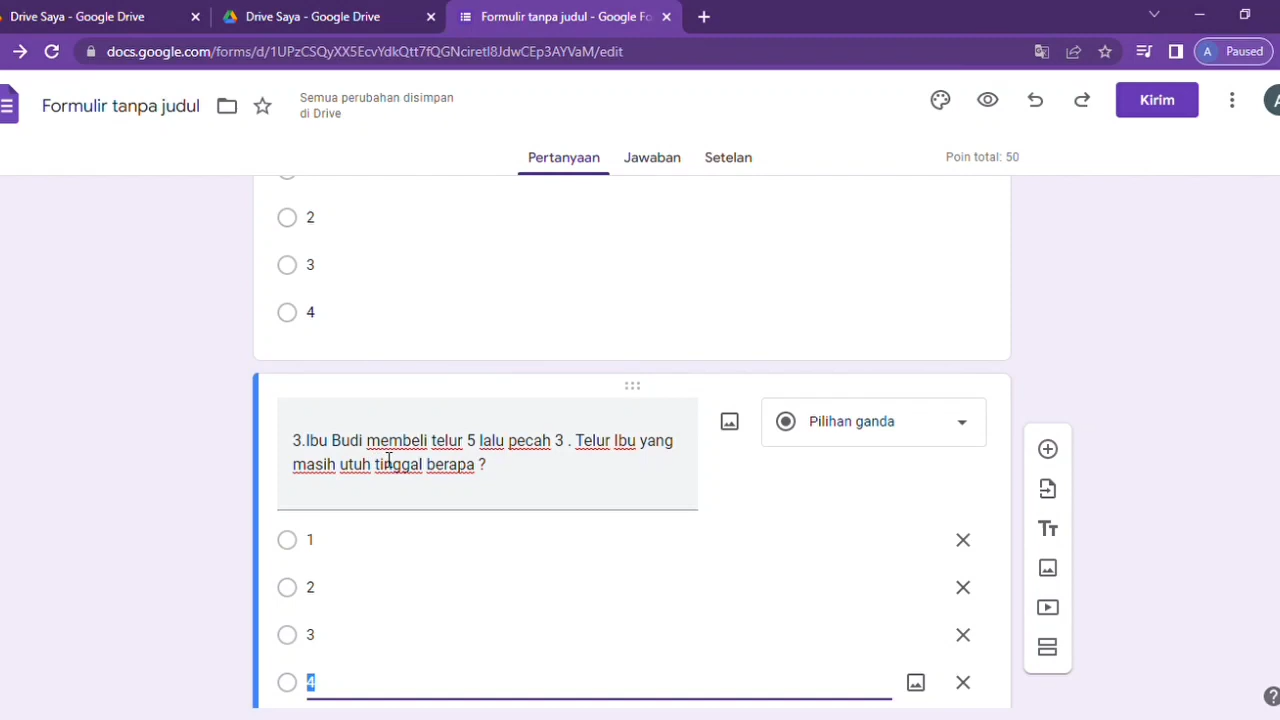 Drive Saya - Google Drive
Drive Saya - Google Drive
Formulir tanpa judul - Google Fo
docs.google.com/forms/d/1UPzCSQyXX5EcvYdkQtt7fQGNciretI8JdwCEp3AYVaM/edit
A Paused
Formulir tanpa judul
Semua perubahan disimpan
di Drive
Kirim
A
Pertanyaan
Jawaban
Setelan
Poin total: 50
2
3
4
3.Ibu Budi membeli telur 5 lalu pecah 3 . Telur Ibu yang
masih utuh tinggal berapa ?
Pilihan ganda
1
2
3
4